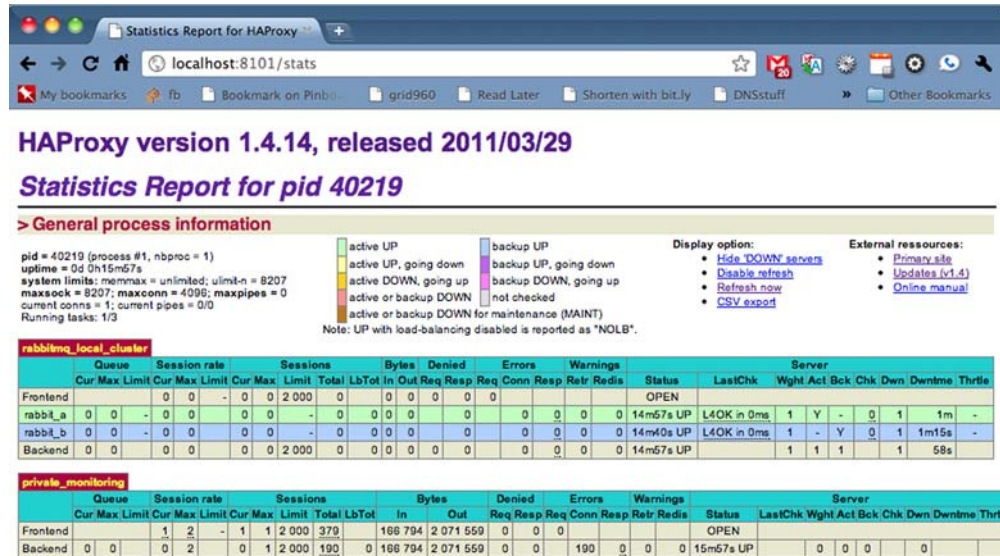 Statistics Report for HAProxy
localhost:8101/stats
20
My bookmarks fb Bookmark on Pinbo grid960 Read Later Shorten with bit.ly DNSstuff » Other Bookmarks
HAProxy version 1.4.14, released 2011/03/29
Statistics Report for pid 40219
> General process information
pid = 40219 (process #1, nbproc = 1)
uptime = 0d 0h15m57s
system limits: memmax = unlimited; ulimit-n = 8207
maxsock = 8207; maxconn = 4096; maxpipes = 0
current conns = 1; current pipes = 0/0
Running tasks: 1/3
active UP backup UP
active UP, going down backup UP, going down
active DOWN, going up backup DOWN, going up
active or backup DOWN not checked
active or backup DOWN for maintenance (MAINT)
Note: UP with load-balancing disabled is reported as "NOLB".
Display option:
• Hide 'DOWN' servers
• Disable refresh
• Refresh now
• CSV export
External ressources:
• Primary site
• Updates (v1.4)
• Online manual
rabbitmq_local_cluster
Queue Session rate Sessions Bytes Denied Errors Warnings Server
Cur Max Limit Cur Max Limit Cur Max Limit Total LbTot In Out Req Resp Req Conn Resp Retr Redis Status LastChk Wght Act Bck Chk Dwn Dwntme Thrtle
Frontend 0 0 - 0 0 2 000 0 0 0 0 0 0 OPEN
rabbit_a 0 0 - 0 0 0 0 - 0 0 0 0 0 0 0 0 0 14m57s UP L4OK in 0ms 1 Y - 0 1 1m -
rabbit_b 0 0 - 0 0 0 0 - 0 0 0 0 0 0 0 0 0 14m40s UP L4OK in 0ms 1 - Y 0 1 1m15s -
Backend 0 0 0 0 0 0 2 000 0 0 0 0 0 0 0 0 0 0 14m57s UP 1 1 1 1 58s
private_monitoring
Queue Session rate Sessions Bytes Denied Errors Warnings Server
Cur Max Limit Cur Max Limit Cur Max Limit Total LbTot In Out Req Resp Req Conn Resp Retr Redis Status LastChk Wght Act Bck Chk Dwn Dwntme Thrt
Frontend 1 2 - 1 1 2 000 379 166 794 2 071 559 0 0 0 OPEN
Backend 0 0 0 2 0 1 2 000 190 0 166 794 2 071 559 0 0 190 0 0 0 15m57s UP 0 0 0 0